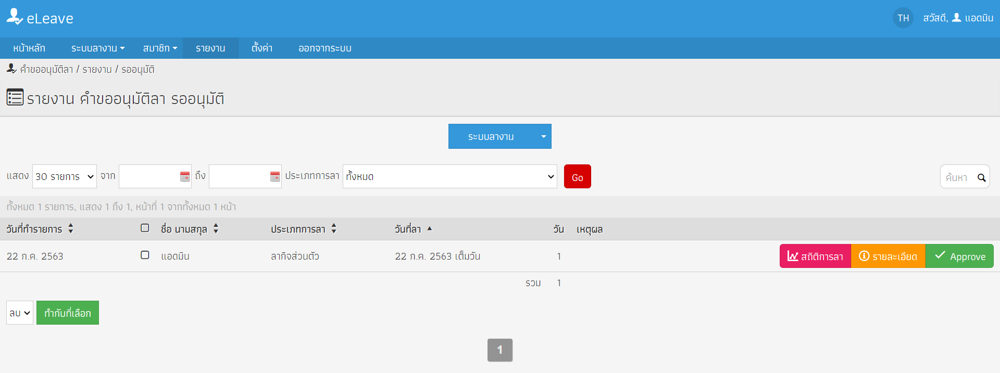 eLeave
TH สวัสดี, แอดมิน
หน้าหลัก ระบบลางาน สมาชิก รายงาน ตั้งค่า ออกจากระบบ
คำขออนุมัติลา / รายงาน / รออนุมัติ
รายงาน คำขออนุมัติลา รออนุมัติ
ระบบลางาน
แสดง 30 รายการ จาก ถึง ประเภทการลา ทั้งหมด Go ค้นหา
ทั้งหมด 1 รายการ, แสดง 1 ถึง 1, หน้าที่ 1 จากทั้งหมด 1 หน้า
วันที่ทำรายการ ชื่อ นามสกุล ประเภทการลา วันที่ลา วัน เหตุผล
22 ก.ค. 2563 แอดมิน ลากิจส่วนตัว 22 ก.ค. 2563 เต็มวัน 1 สถิติการลา รายละเอียด Approve
รวม 1
ลบ ทำกับที่เลือก
1